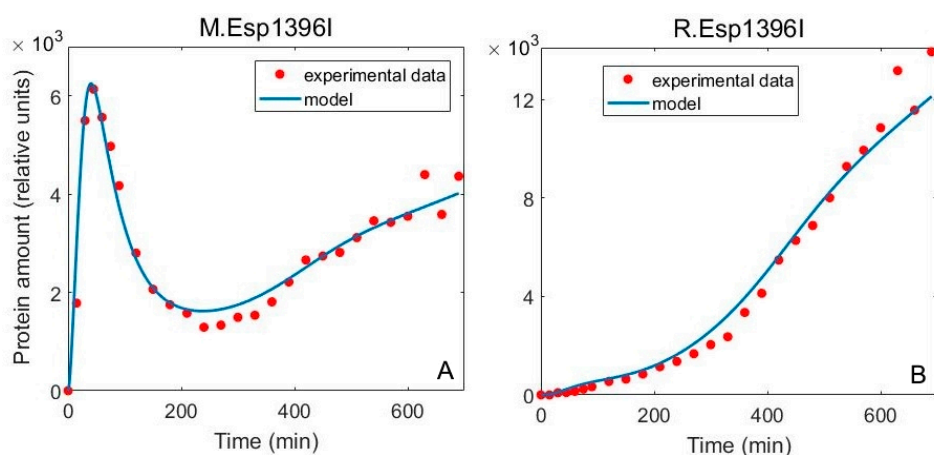 M.Esp1396I
× 10³
experimental data
model
6
4
2
0
Protein amount (relative units)
A
0
200
400
600
Time (min)
R.Esp1396I
× 10³
experimental data
model
12
8
4
0
B
0
200
400
600
Time (min)